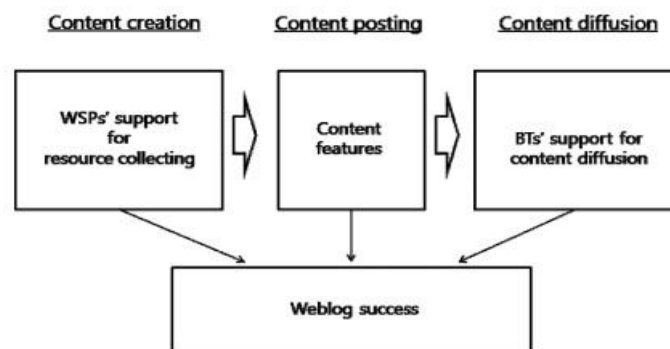 Content creation
Content posting
Content diffusion
WSPs' support
for
resource collecting
Content
features
BTs' support for
content diffusion
Weblog success